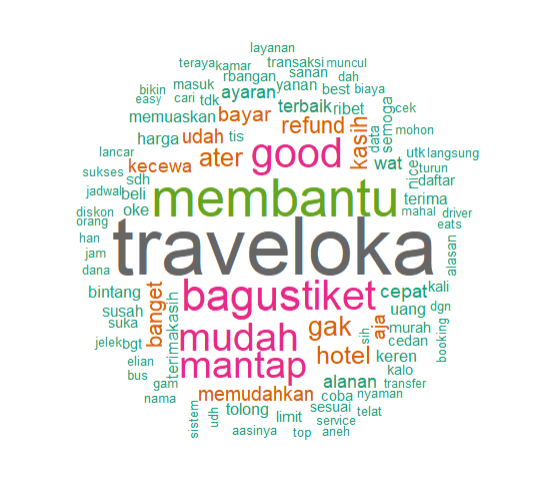 layanan
teraya kamar transaksi muncul
rbangan sanan dah
bikin masuk ayaran yanan best biaya
easy cari tdk terbaik ribet cek
memuaskan bayar refund kasih data semoga mohon
harga udah tis good
lancar ater wat utk langsung
kecewa nice turun
sukses sdh membantu daftar
jadwal beli terima
diskon oke mahal driver
orang traveloka eats
han
jam alasan
dana
bintang bagus tiket cepat kali
susah banget terimakasih uang dgn
suka mudah gak aja murah booking
jelek bgt sih cedan
elian mantap hotel keren
bus kalo
gam alanan transfer
nama memudahkan coba nyaman
sistem udh tolong limit sesuai telat
service
aasinya top aneh